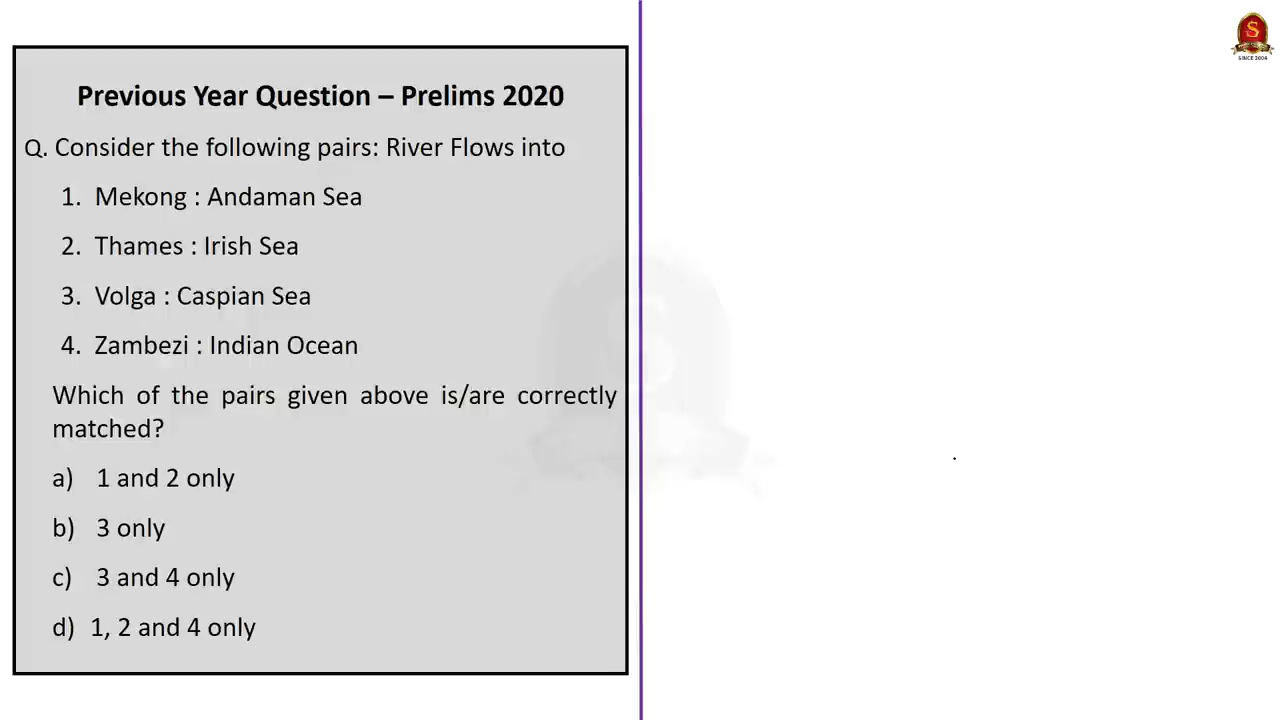 Previous Year Question – Prelims 2020
Q. Consider the following pairs: River Flows into
1. Mekong : Andaman Sea
2. Thames : Irish Sea
3. Volga : Caspian Sea
4. Zambezi : Indian Ocean
Which of the pairs given above is/are correctly
matched?
a) 1 and 2 only
b) 3 only
c) 3 and 4 only
d) 1, 2 and 4 only
S
SINCE 2004